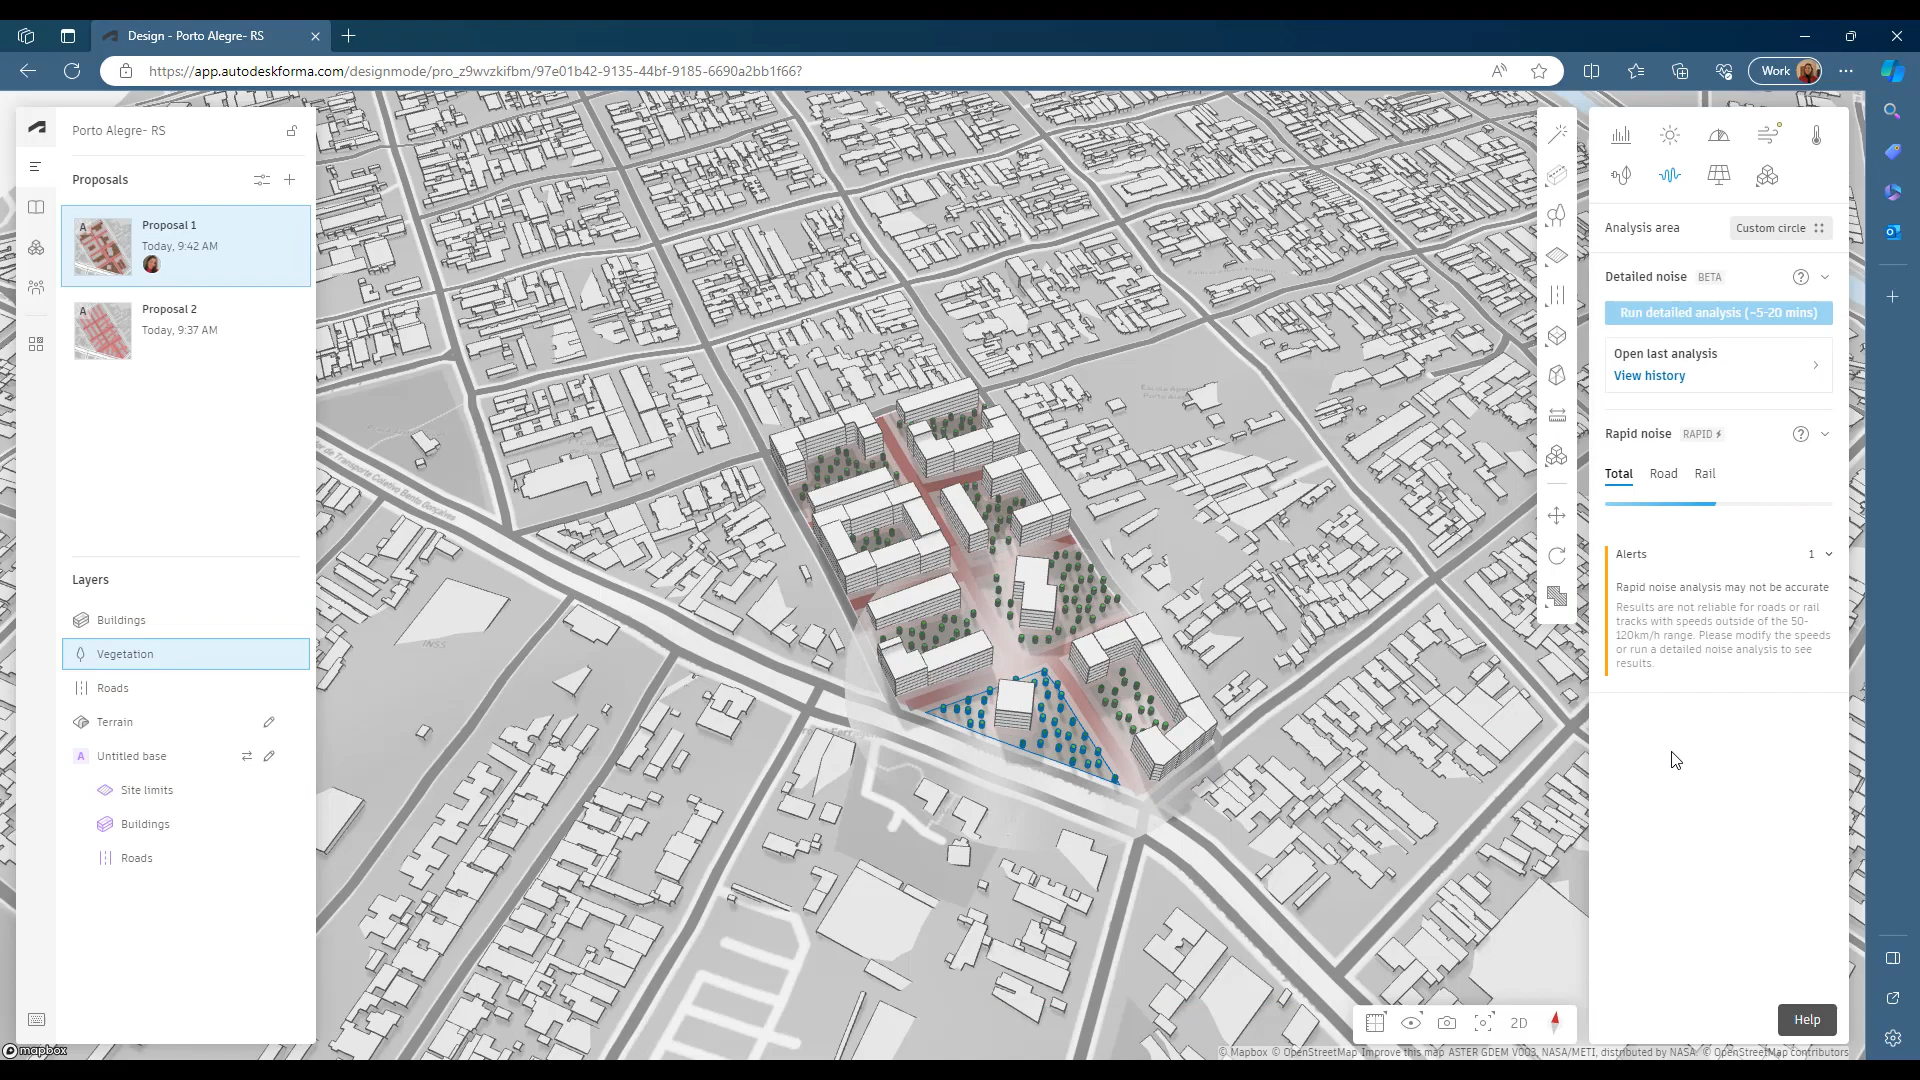 Design - Porto Alegre- RS
https://app.autodeskforma.com/designmode/pro_z9wvzkifbm/97e01b42-9135-44bf-9185-6690a2bb1f66?
Work
Porto Alegre- RS
Proposals
A
Proposal 1
Today, 9:42 AM
A
Proposal 2
Today, 9:37 AM
Layers
Buildings
Vegetation
Roads
Terrain
A Untitled base
Site limits
Buildings
Roads
mapbox
INSS
de Transporte Coletivo Bento Gonçalves
2D
Analysis area
Custom circle
Detailed noise BETA
Run detailed analysis (~5-20 mins)
Open last analysis
View history
Rapid noise RAPID
Total Road Rail
Alerts 1
Rapid noise analysis may not be accurate
Results are not reliable for roads or rail
tracks with speeds outside of the 50-
120km/h range. Please modify the speeds
or run a detailed noise analysis to see
results.
Help
© Mapbox © OpenStreetMap Improve this map ASTER GDEM V003, NASA/METI, distributed by NASA. © OpenStreetMap contributors